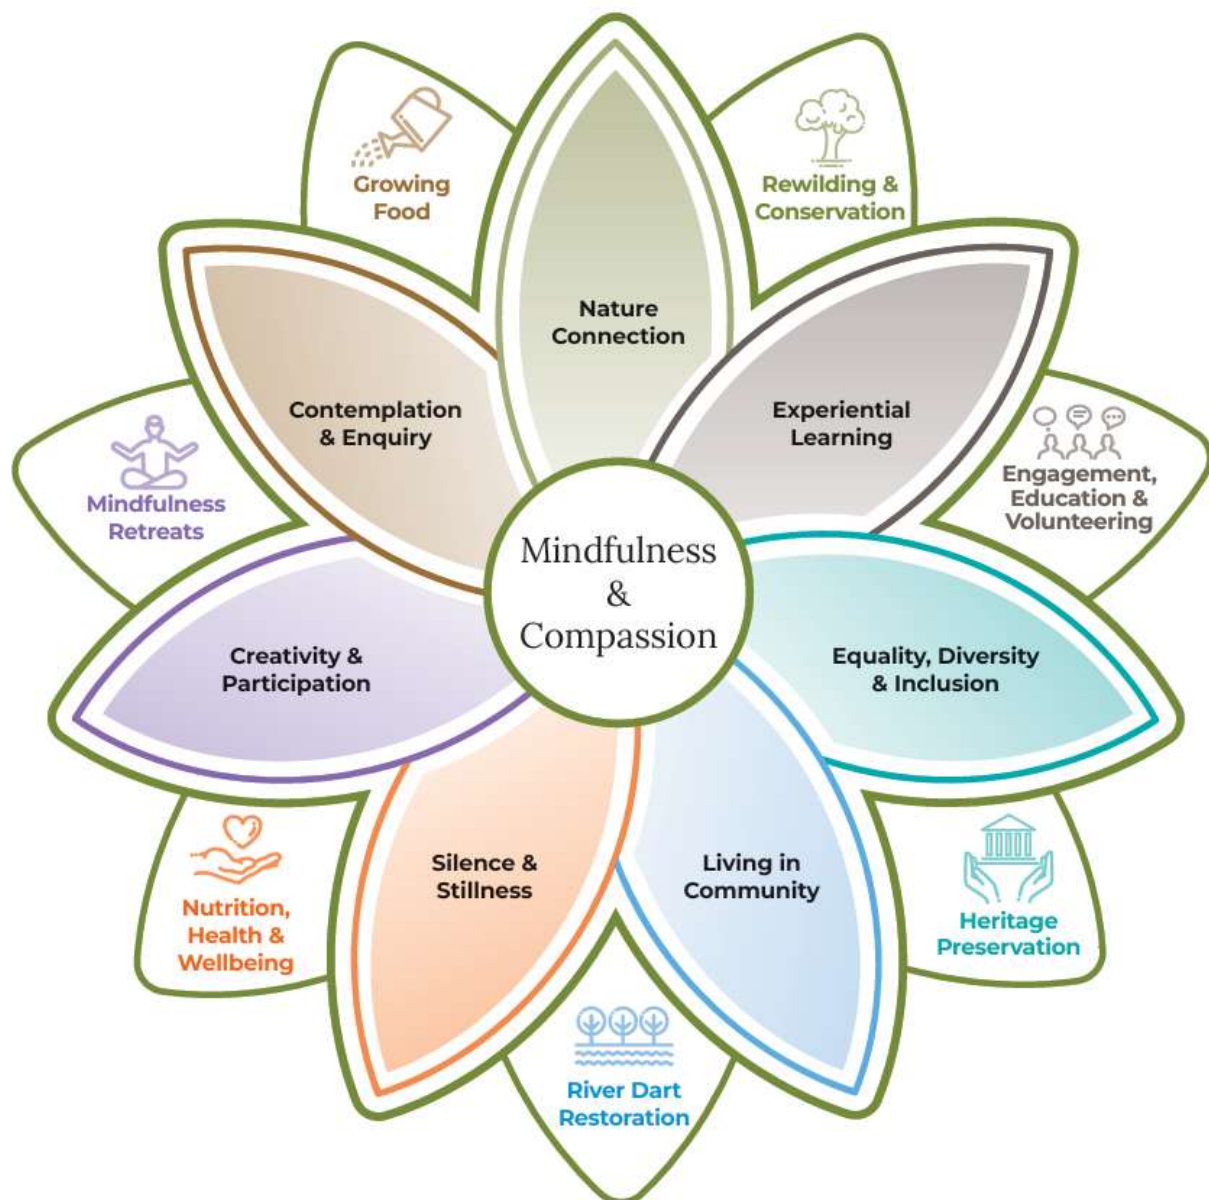 Growing
Food
Rewilding &
Conservation
Nature
Connection
Contemplation
& Enquiry
Experiential
Learning
Mindfulness
Retreats
Engagement,
Education &
Volunteering
Mindfulness
&
Compassion
Creativity &
Participation
Equality, Diversity
& Inclusion
Silence &
Stillness
Living in
Community
Nutrition,
Health &
Wellbeing
Heritage
Preservation
River Dart
Restoration